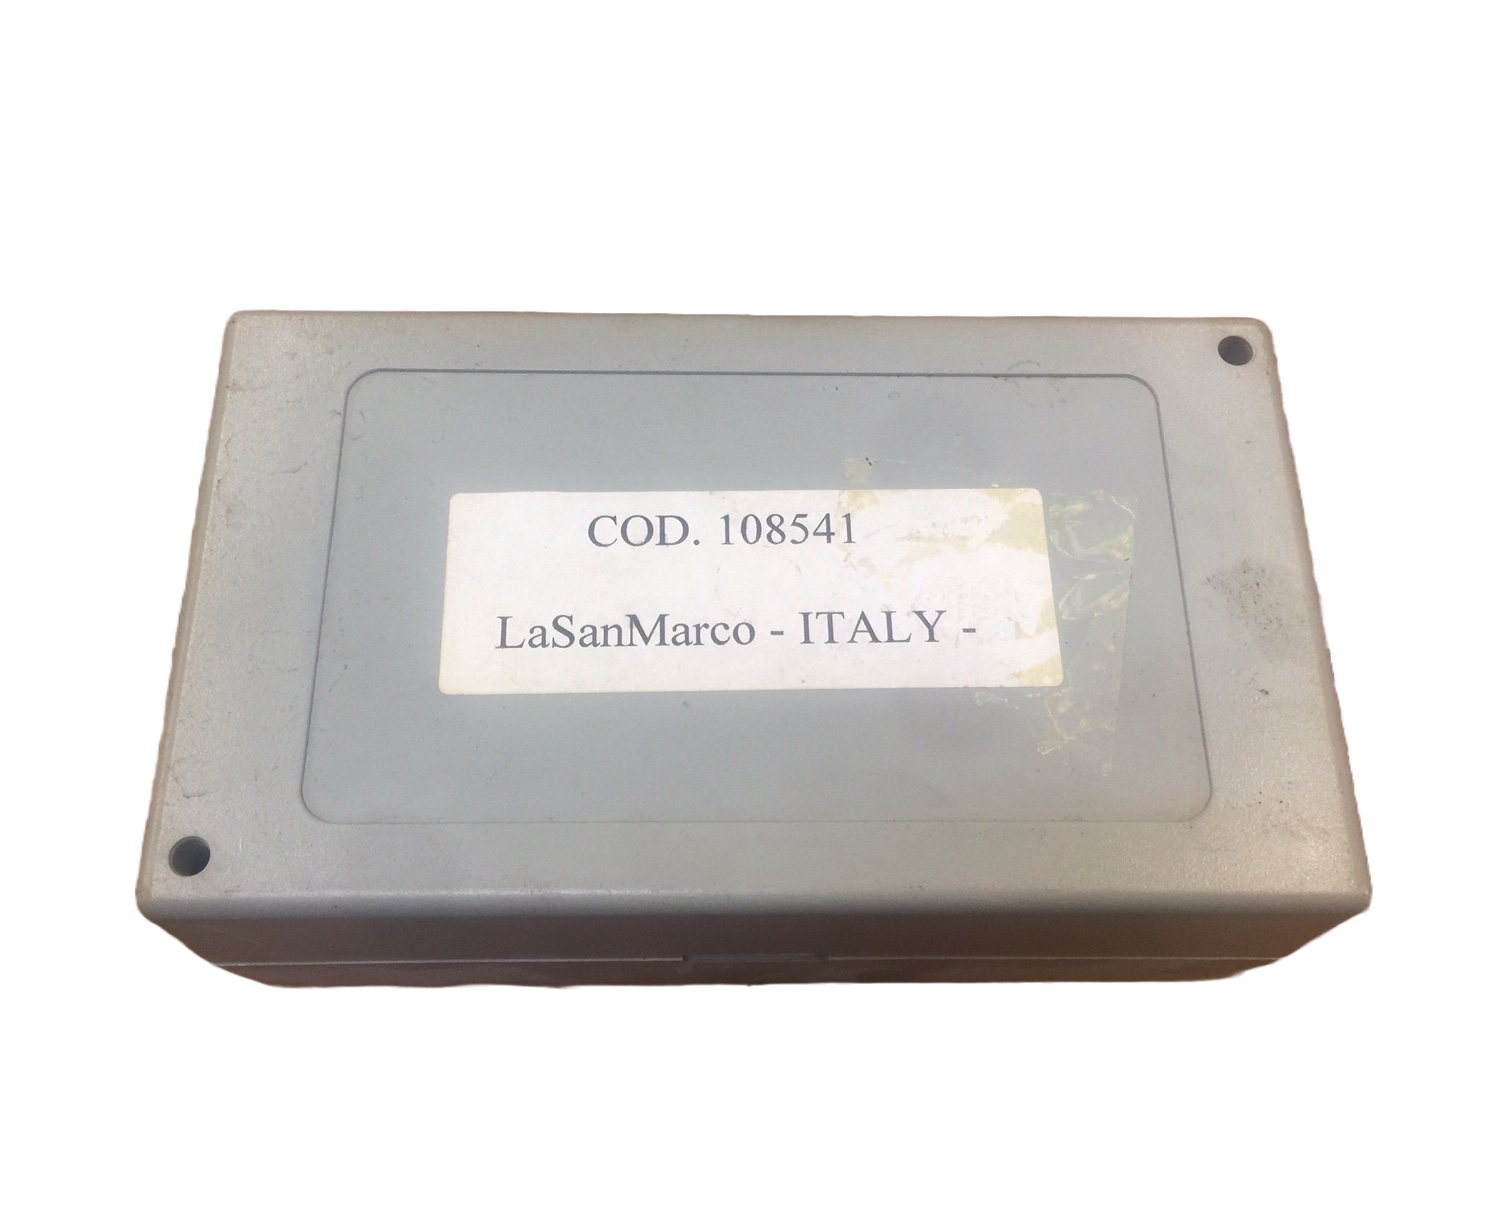 COD. 108541
LaSanMarco - ITALY -